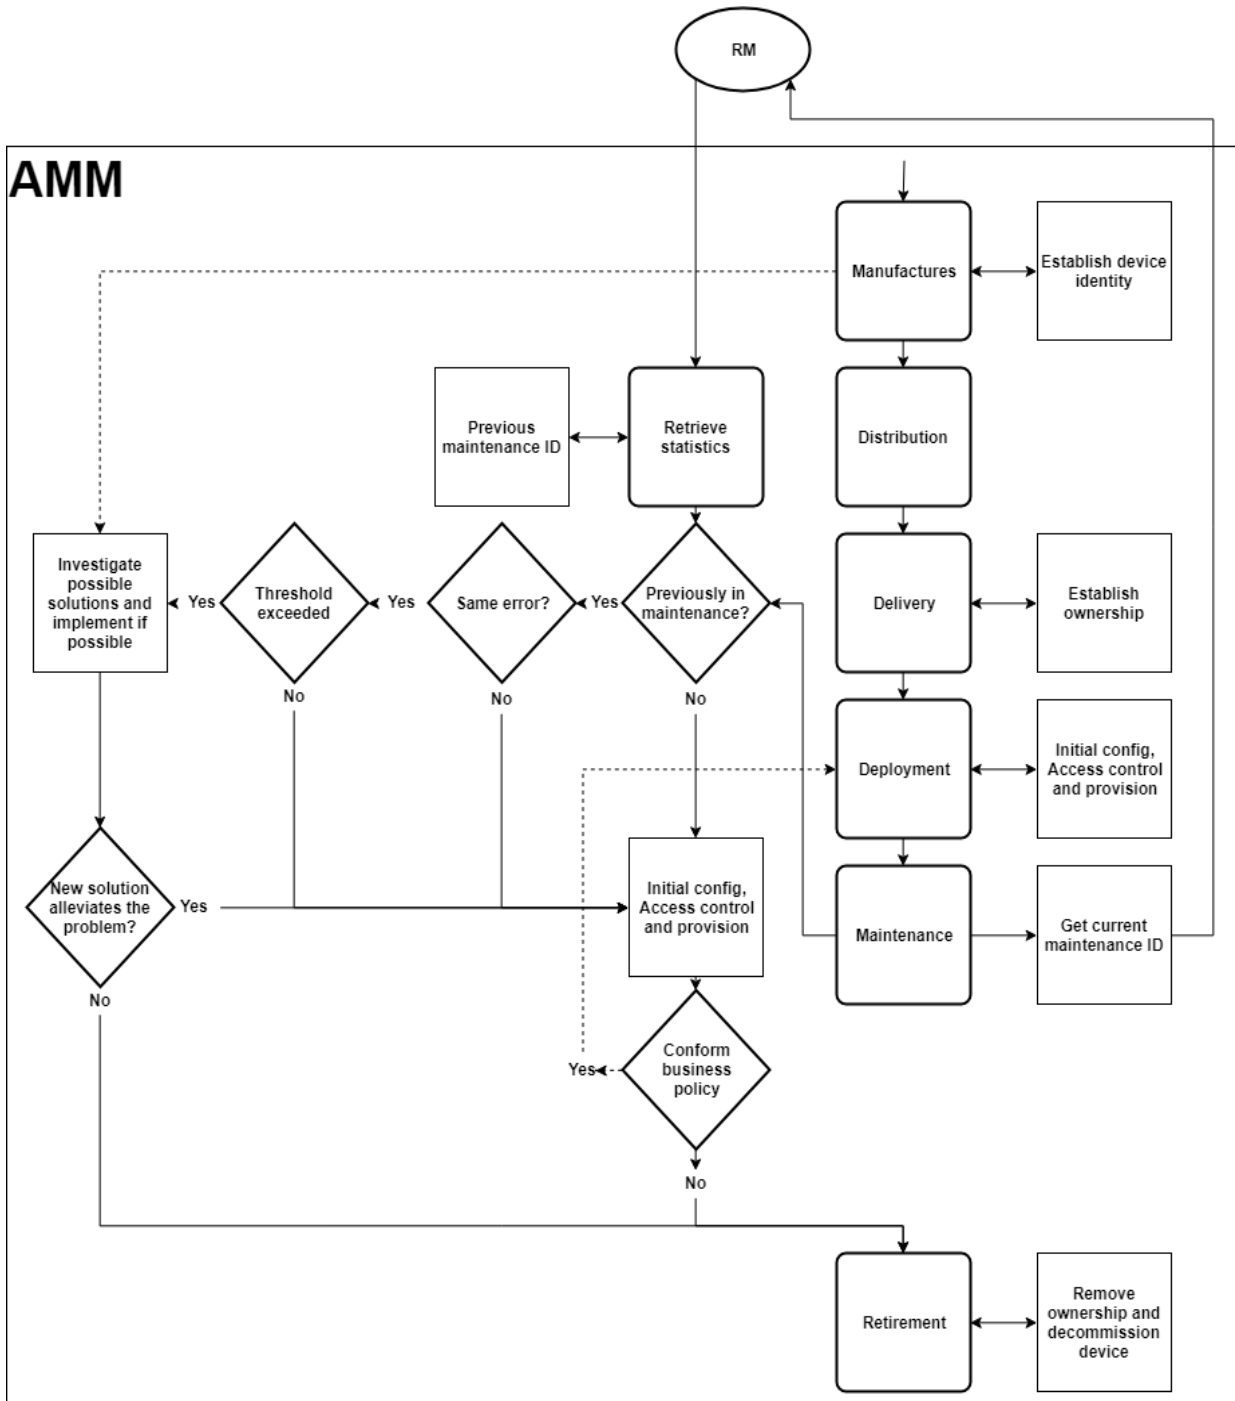 RM
AMM
Manufactures
Establish device
identity
Previous
maintenance ID
Retrieve
statistics
Distribution
Investigate
possible
solutions and
implement if
possible
Yes
Threshold
exceeded
Yes
Same error?
Yes
Previously in
maintenance?
Delivery
Establish
ownership
No
No
No
Deployment
Initial config,
Access control
and provision
New solution
alleviates the
problem?
Yes
Initial config,
Access control
and provision
Maintenance
Get current
maintenance ID
No
Yes
Conform
business
policy
No
Retirement
Remove
ownership and
decommission
device